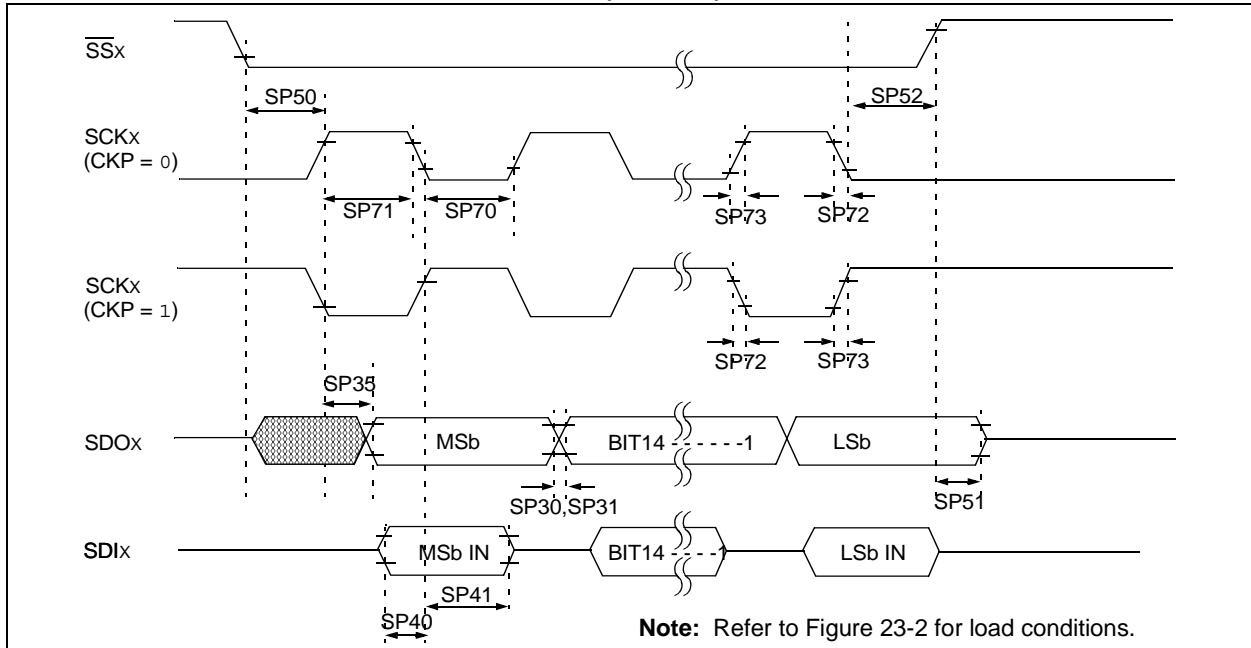 SSX
SP50
SP52
SCKX
(CKP = 0)
SP71
SP70
SP73
SP72
SCKX
(CKP = 1)
SP72
SP73
SP35
SDOX
MSb
BIT14 - - - - - -1
LSb
SP30,SP31
SP51
SDIX
MSb IN
BIT14 - - - -1
LSb IN
SP41
SP40
Note: Refer to Figure 23-2 for load conditions.